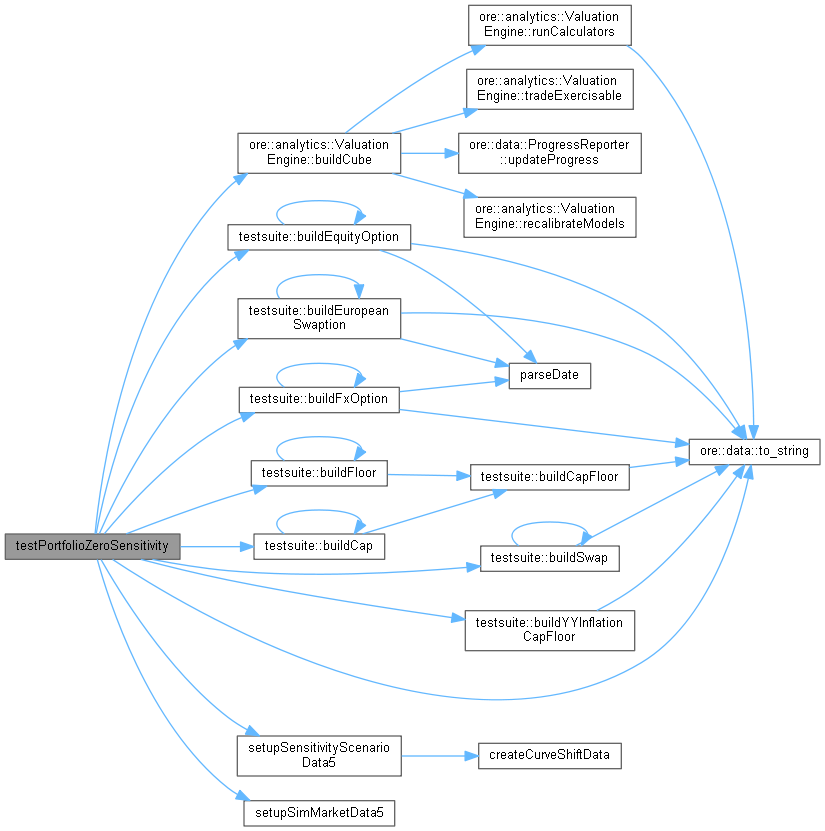 ore::analytics::Valuation
Engine::runCalculators
ore::analytics::Valuation
Engine::tradeExercisable
ore::analytics::Valuation
Engine::buildCube
ore::data::ProgressReporter
::updateProgress
ore::analytics::Valuation
Engine::recalibrateModels
testsuite::buildEquityOption
testsuite::buildEuropean
Swaption
parseDate
testsuite::buildFxOption
ore::data::to_string
testsuite::buildFloor
testsuite::buildCapFloor
testPortfolioZeroSensitivity
testsuite::buildCap
testsuite::buildSwap
testsuite::buildYYInflation
CapFloor
setupSensitivityScenario
Data5
createCurveShiftData
setupSimMarketData5